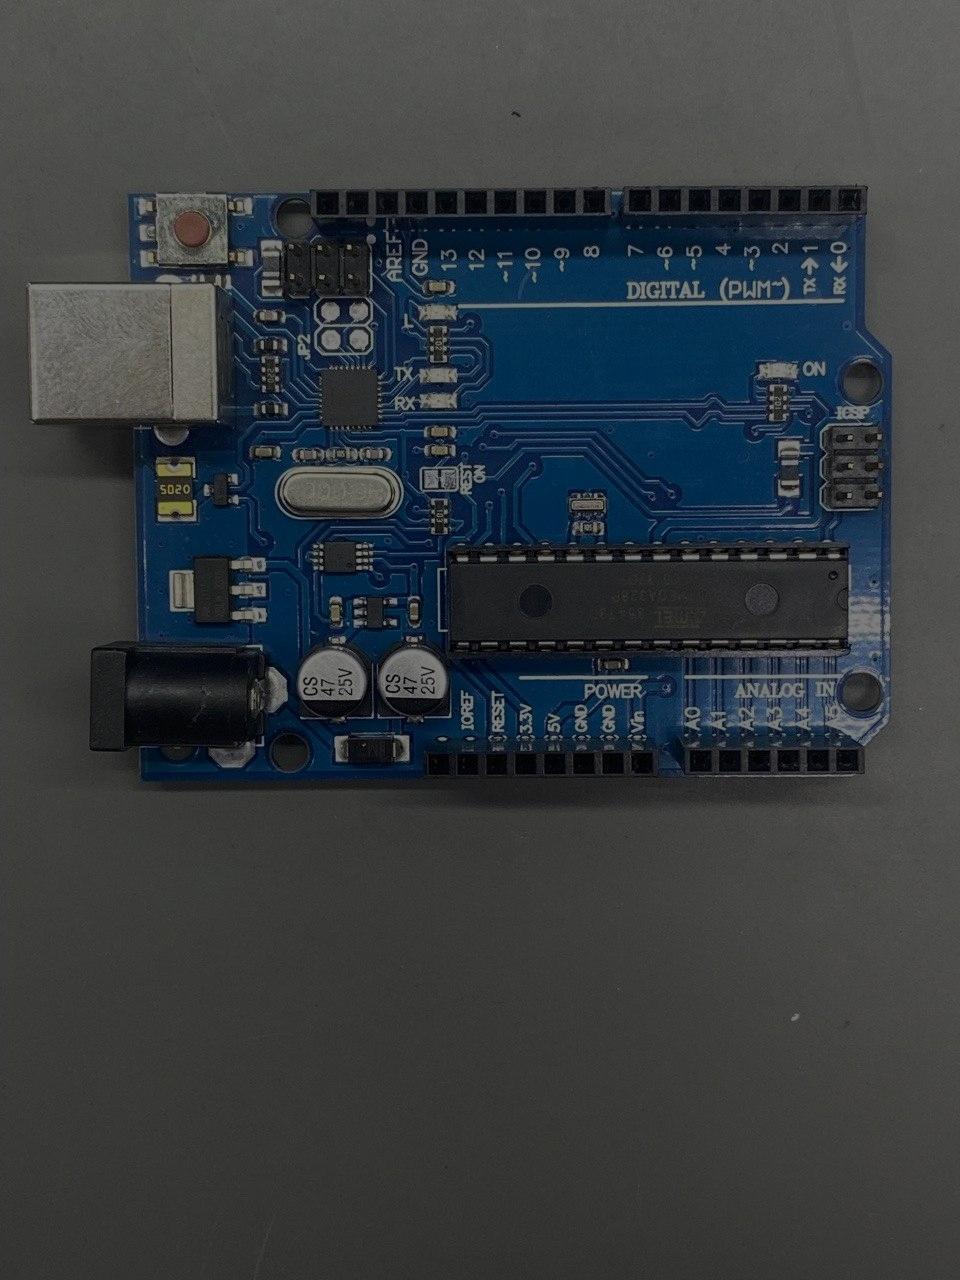 AREF
GND
13
12
~11
~10
~9
8
7
~6
~5
4
~3
2
TX→1
RX←0
DIGITAL (PWM~)
L
JP2
TX
RX
ON
ICSP
REST
ON
5020
CS
47
25V
CS
47
25V
POWER
ANALOG IN
IOREF
RESET
3.3V
5V
GND
GND
Vin
A0
A1
A2
A3
A4
A5